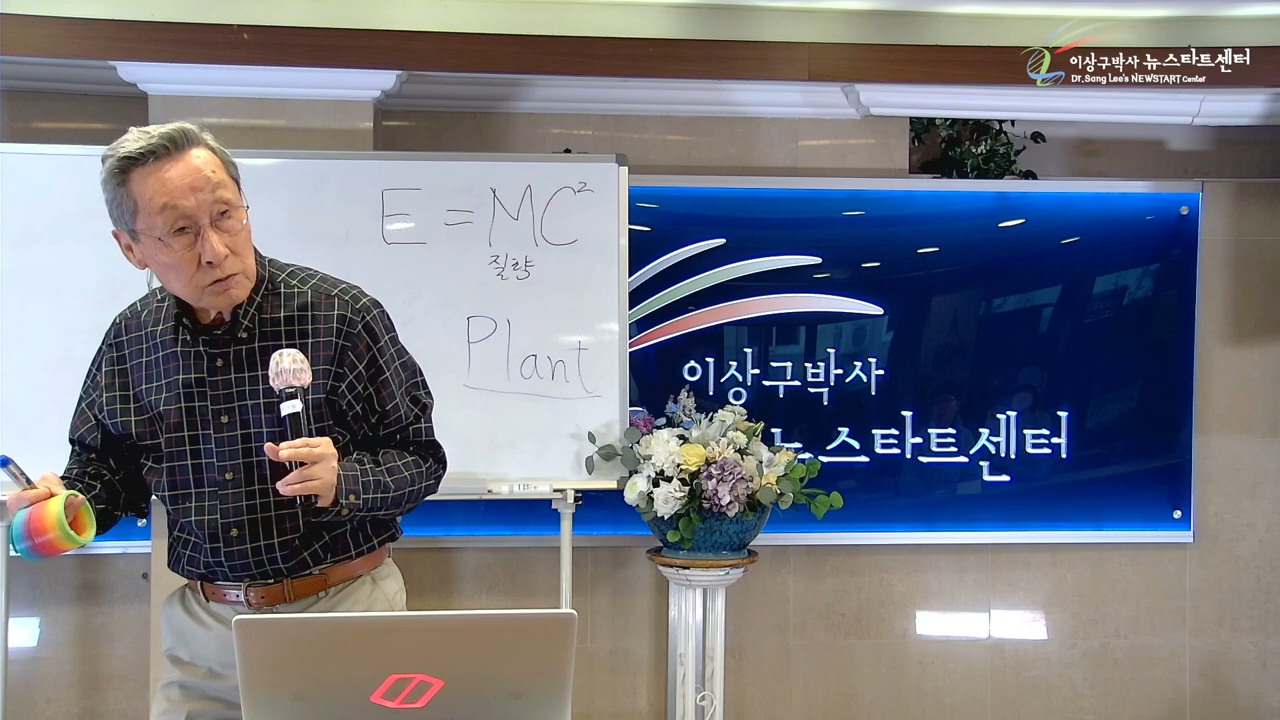 이상구박사 뉴스타트센터
Dr. Sang Lee's NEWSTART Center
E = MC²
질량
Plant
이상구박사
뉴스타트센터